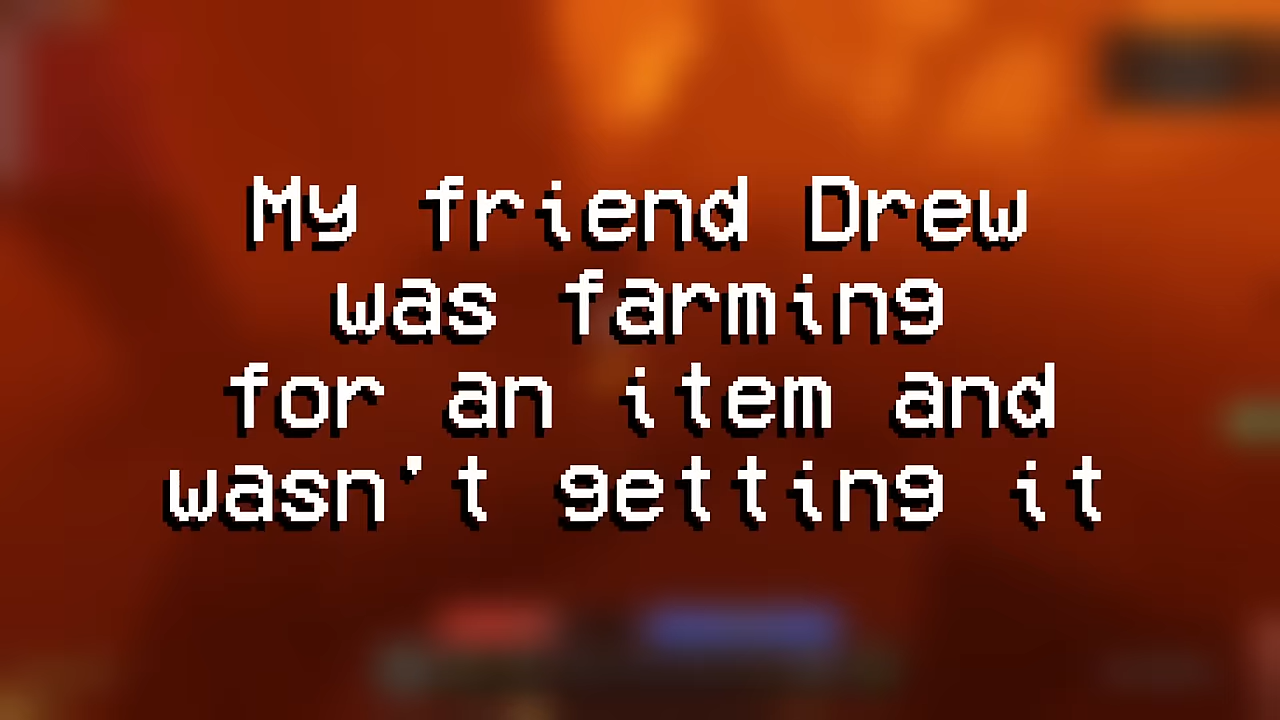 My friend Drew
was farming
for an item and
wasn't getting it